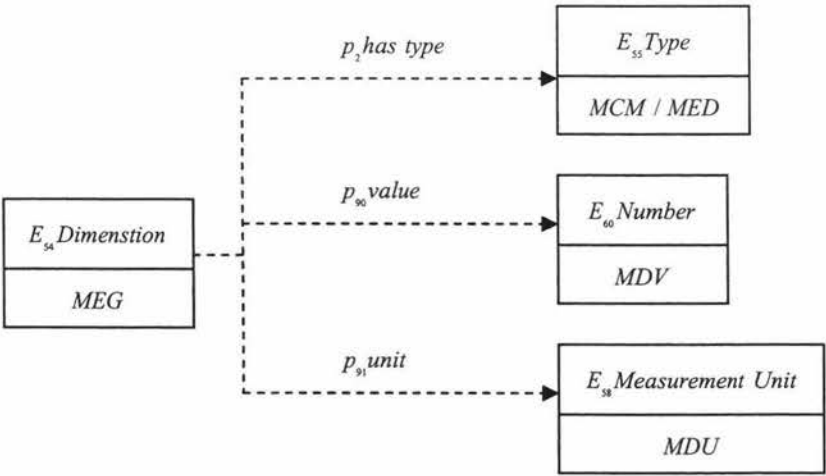 p₂ has type
E₅₅ Type
MCM / MED
p₉₀ value
E₆₀ Number
MDV
E₅₄ Dimenstion
MEG
p₉₁ unit
E₅₈ Measurement Unit
MDU